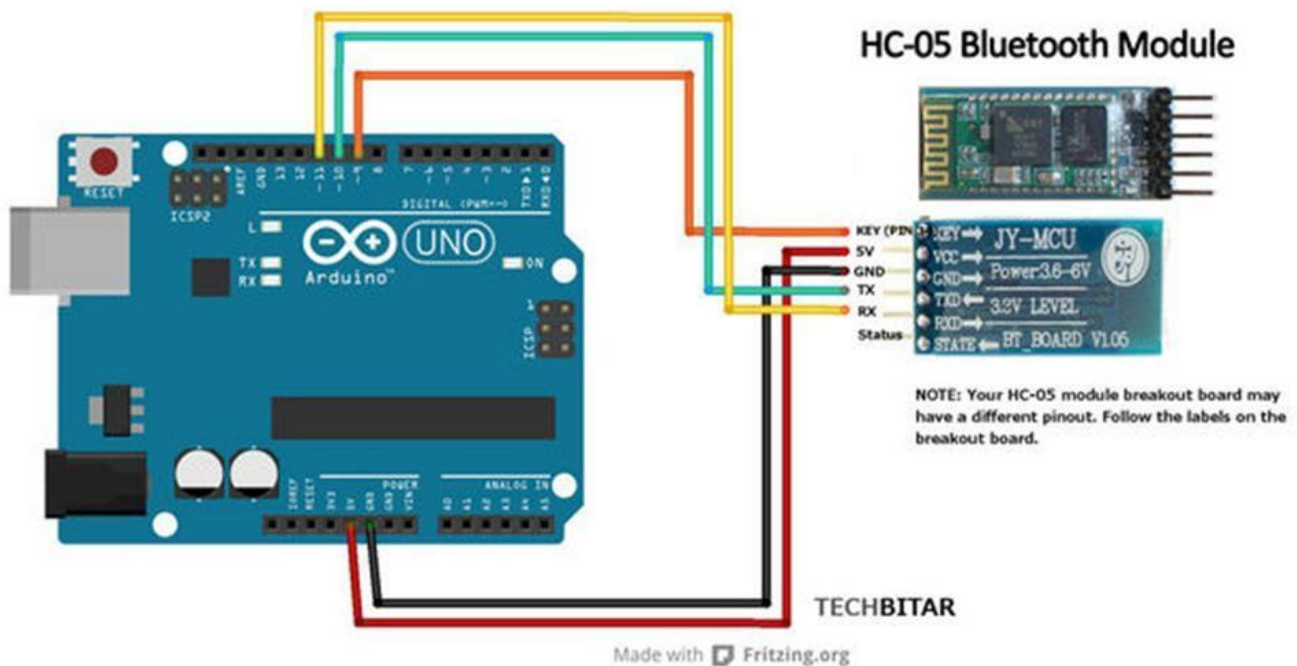 HC-05 Bluetooth Module
RESET
ICSP2
AREF
GND
13
12
~11
~10
~9
8
7
~6
~5
~4
~3
2
TXD▶1
RXD◀0
DIGITAL (PWM~)
L
TX
RX
Arduino™
UNO
ON
1
ICSP
KEY (PIN
5V
GND
TX
RX
Status
KEY→
VCC
GND→
TXD←
RXD→
STATE←
JY-MCU
Power:3.6-6V
3.3V LEVEL
BT_BOARD V1.05
NOTE: Your HC-05 module breakout board may
have a different pinout. Follow the labels on the
breakout board.
POWER
ANALOG IN
IOREF
RESET
3V3
5V
GND
GND
VIN
A0
A1
A2
A3
A4
A5
TECHBITAR
Made with Fritzing.org